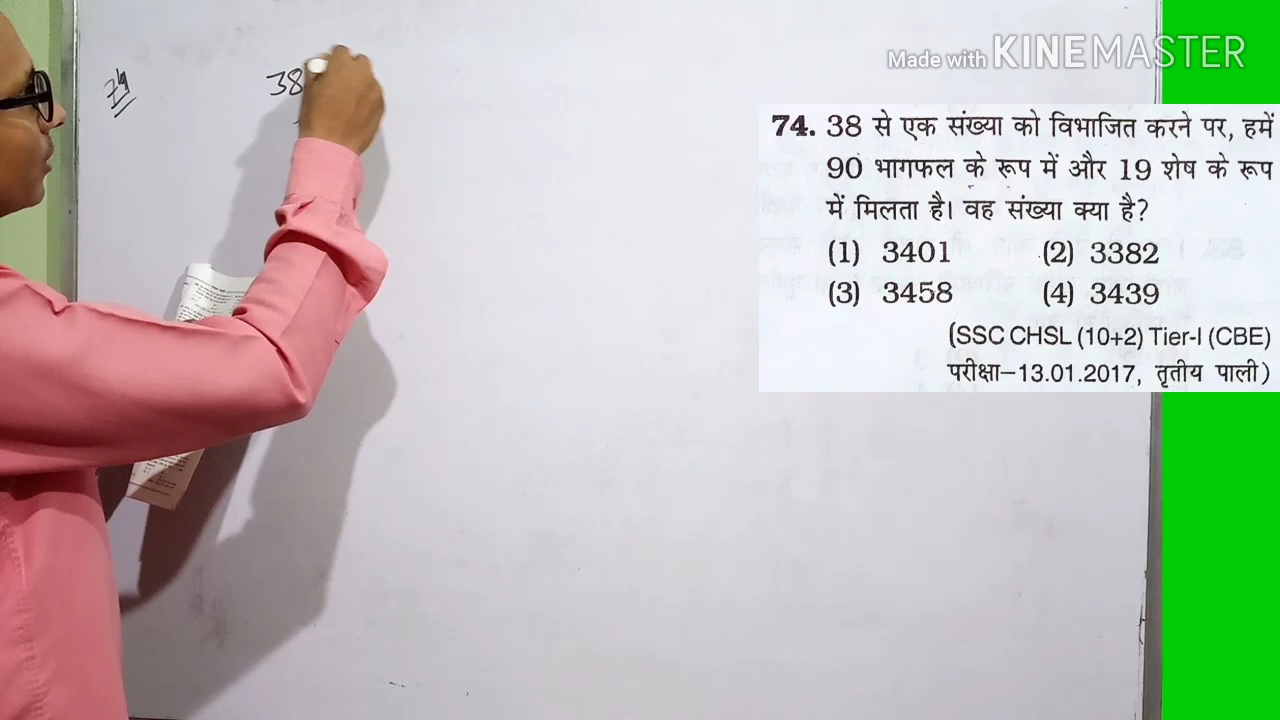 Made with KINEMASTER
74
38
74. 38 से एक संख्या को विभाजित करने पर, हमें
90 भागफल के रूप में और 19 शेष के रूप
में मिलता है। वह संख्या क्या है?
(1) 3401 (2) 3382
(3) 3458 (4) 3439
(SSC CHSL (10+2) Tier-I (CBE)
परीक्षा–13.01.2017, तृतीय पाली)